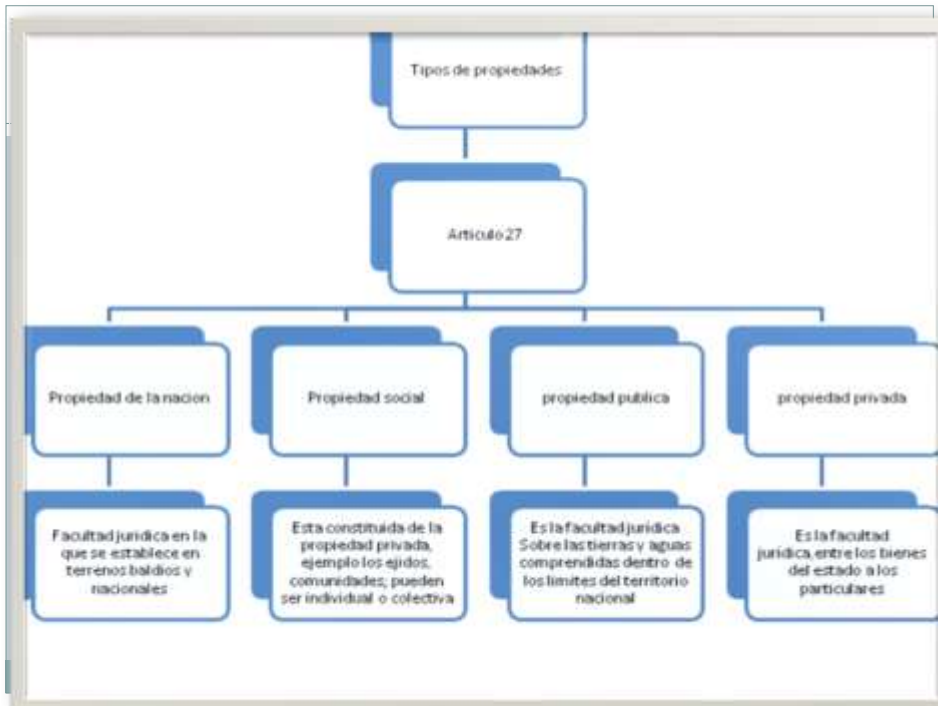 Tipos de propiedades
Articulo 27
Propiedad de la nacion
Propiedad social
propiedad publica
propiedad privada
Facultad juridica en la
que se establece en
terrenos baldios y
nacionales
Esta constituida de la
propiedad privada,
ejemplo los ejidos,
comunidades; pueden
ser individual o colectiva
Es la facultad juridica
Sobre las tierras y aguas
comprendidas dentro de
los limites del territorio
nacional
Es la facultad
juridica, entre los bienes
del estado a los
particulares